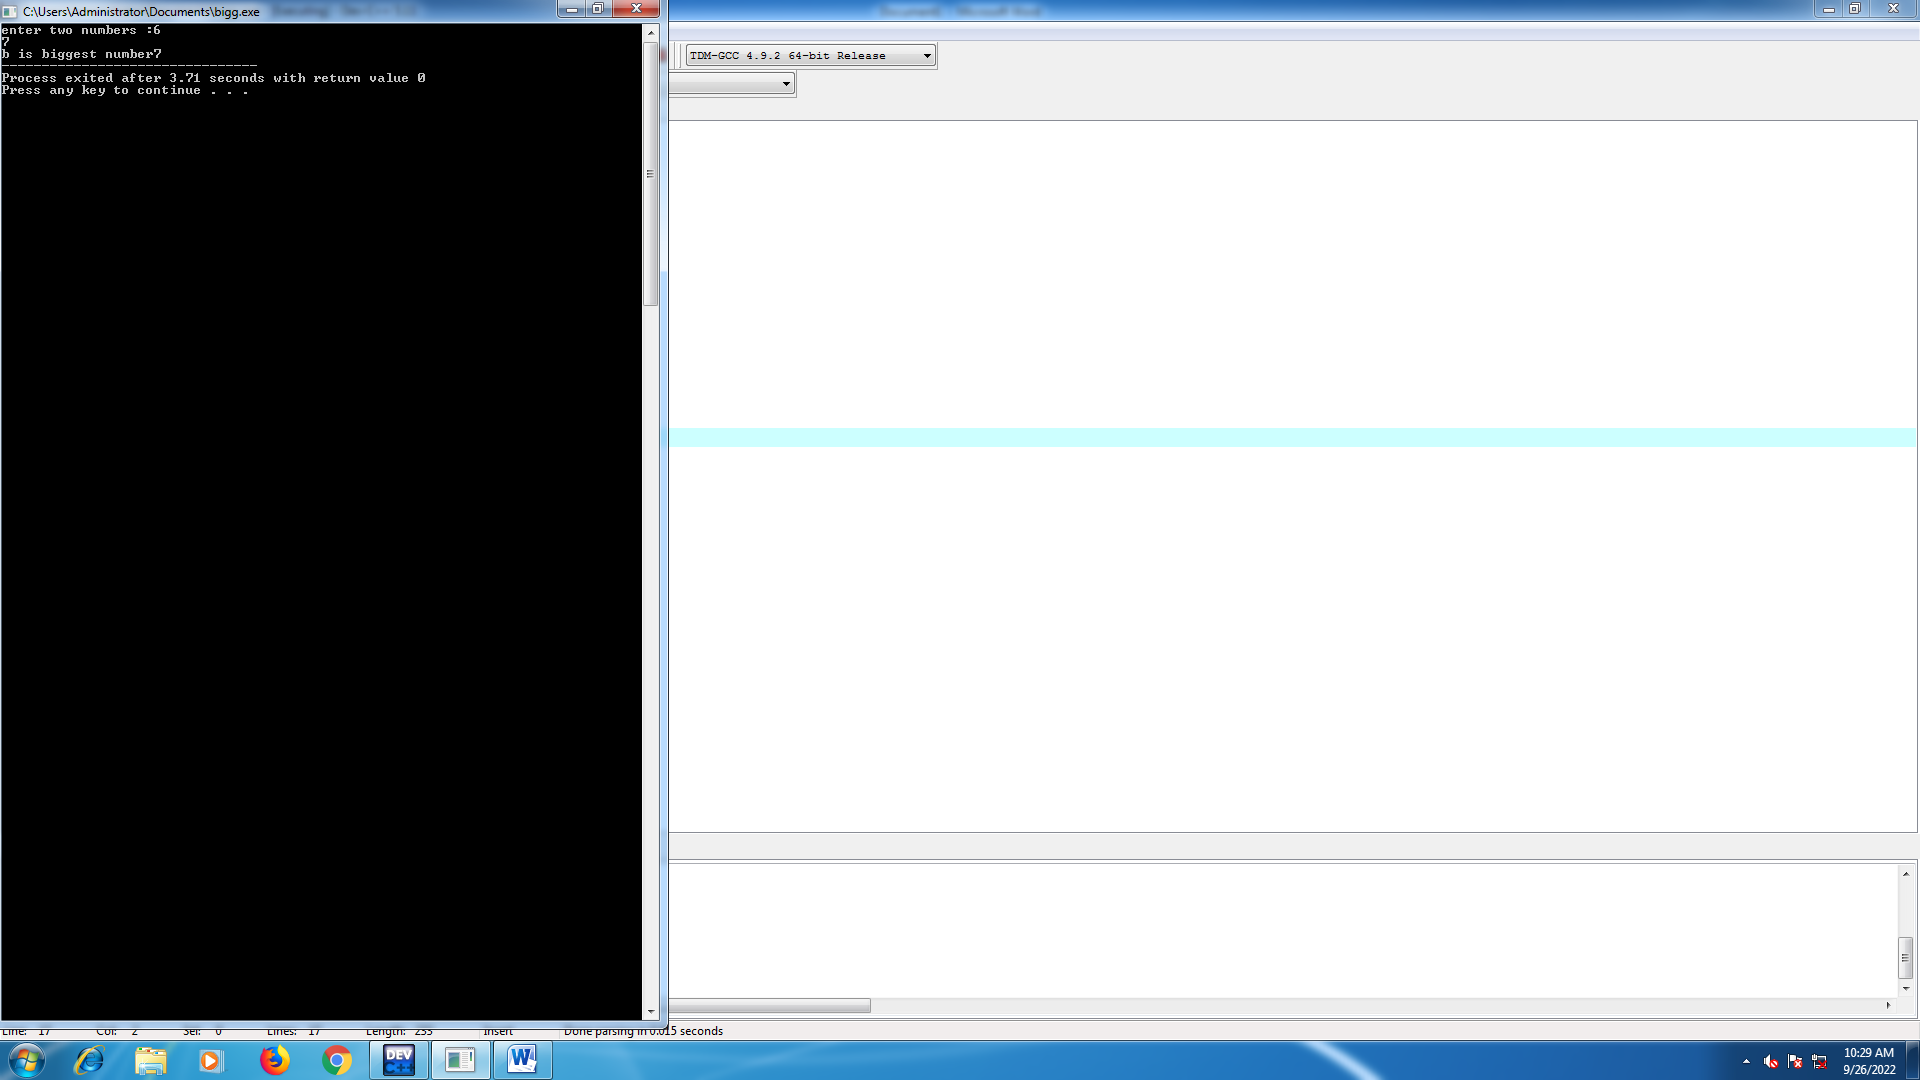 C:\Users\Administrator\Documents\bigg.exe
enter two numbers :6
7
b is biggest number7
--------------------------------
Process exited after 3.71 seconds with return value 0
Press any key to continue . . .
TDM-GCC 4.9.2 64-bit Release
Line: 17 Col: 2 Sel: 0 Lines: 17 Length: 255 Insert Done parsing in 0.015 seconds
DEV C++
W
10:29 AM
9/26/2022